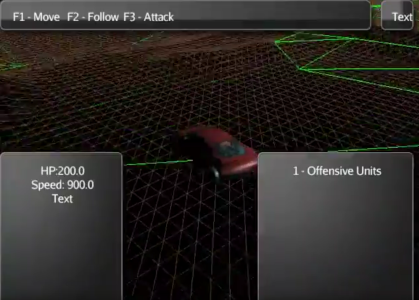 F1 - Move F2 - Follow F3 - Attack
Text
HP:200.0
Speed: 900.0
Text
1 - Offensive Units